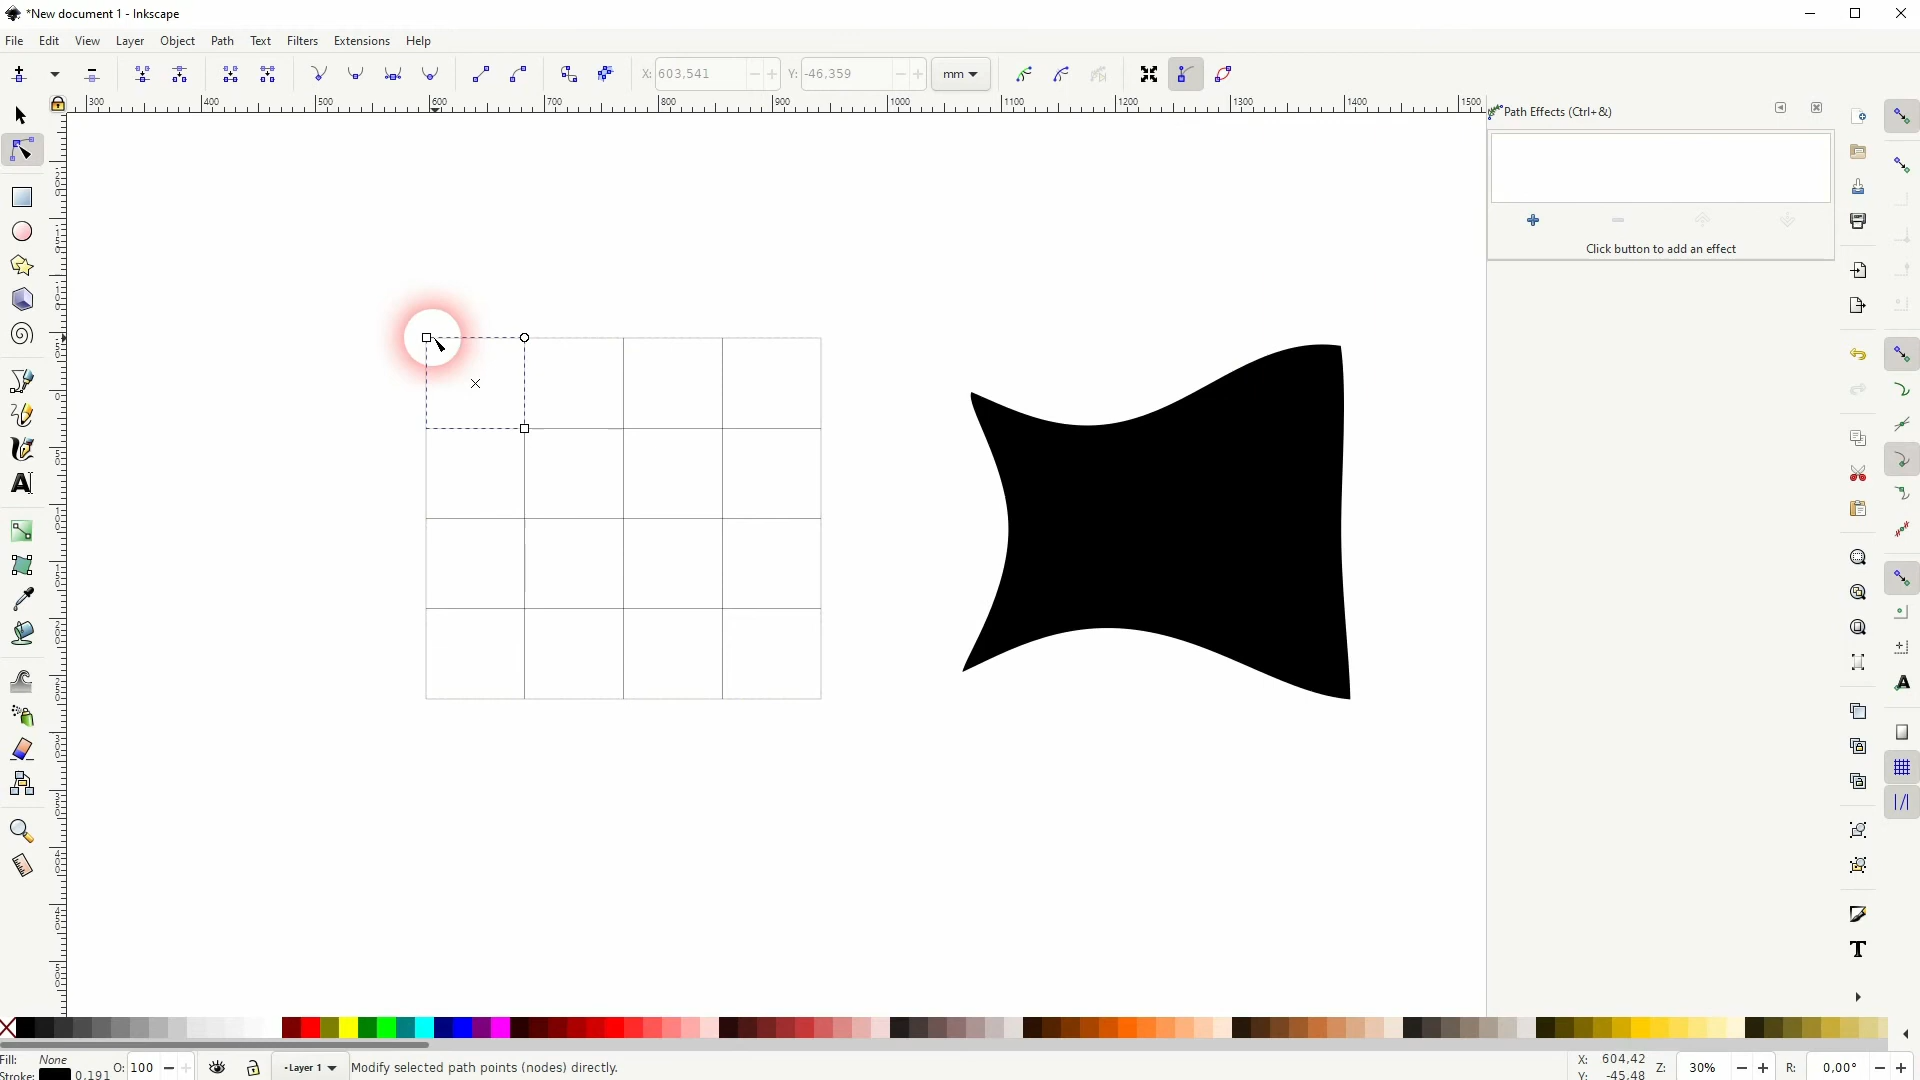 *New document 1 - Inkscape
File Edit View Layer Object Path Text Filters Extensions Help
X: 603,541 Y: -46,359 mm
300 400 500 600 700 800 900 1000 1100 1200 1300 1400 1500
Path Effects (Ctrl+&)
Click button to add an effect
Fill: None
Stroke: 0,191
O: 100
-Layer 1
Modify selected path points (nodes) directly.
X: 604,42
Y: -45,48
Z: 30%
R: 0,00°